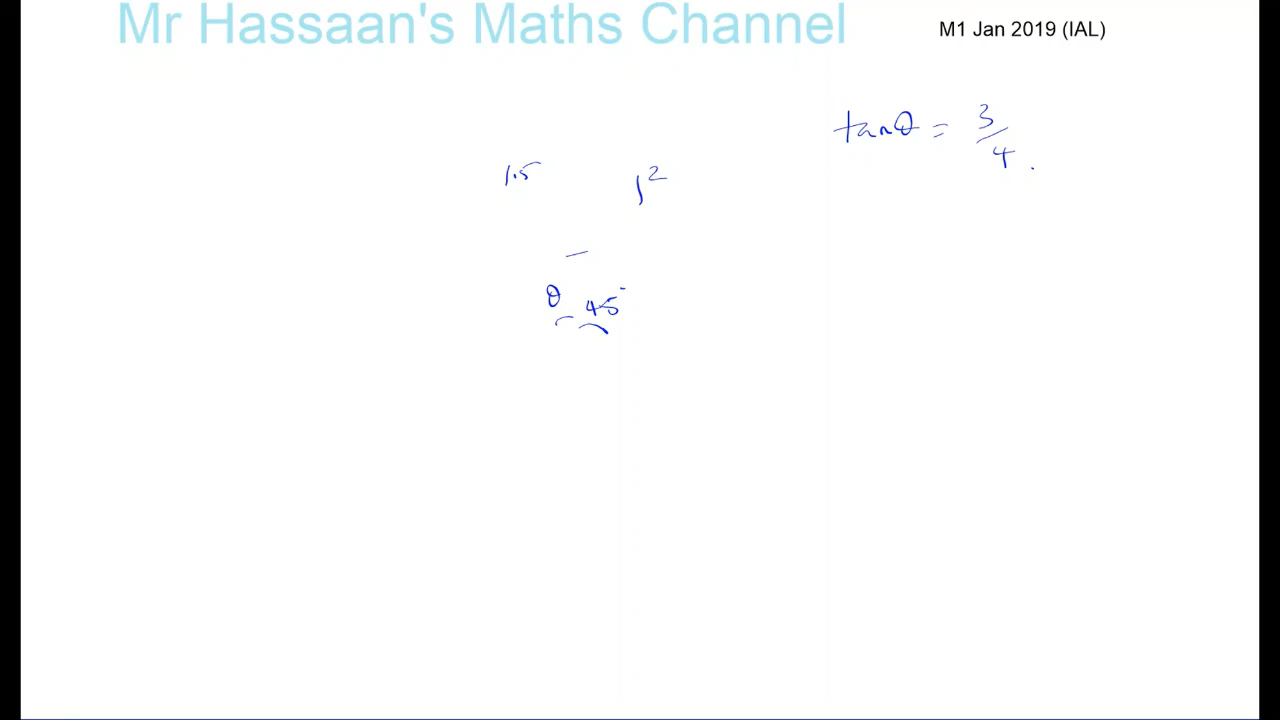 Mr Hassaan's Maths Channel
M1 Jan 2019 (IAL)
tanθ = 3/4.
1.5
12
θ 45°